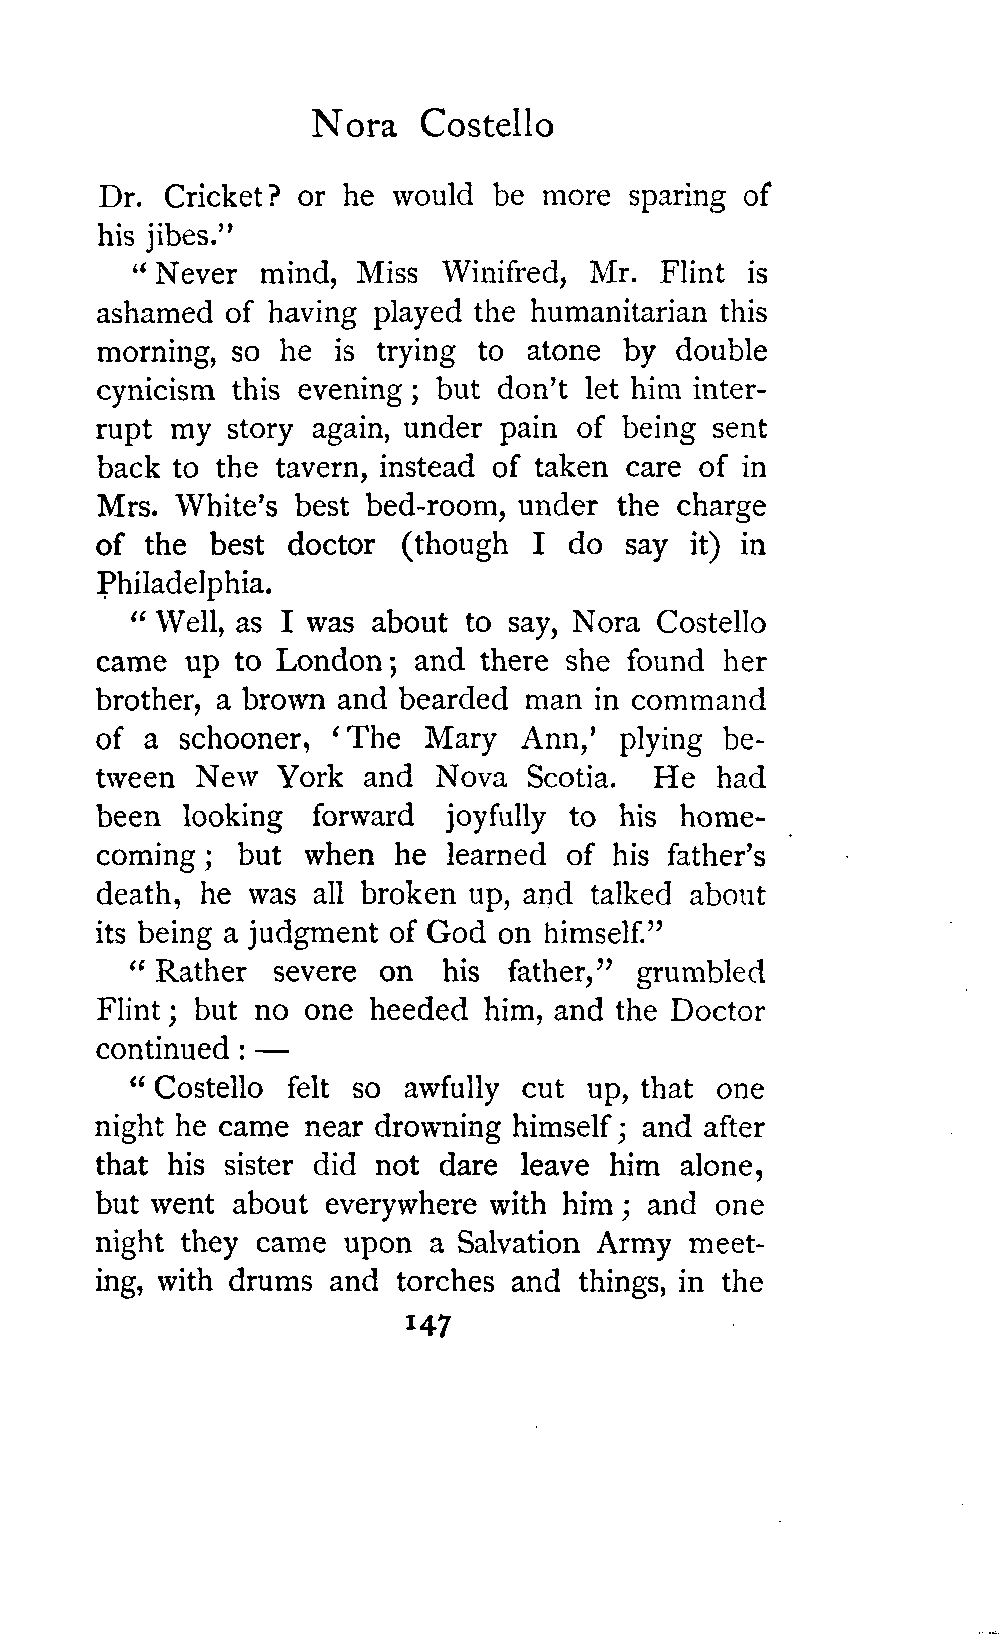 Nora Costello
Dr. Cricket? or he would be more sparing of
his jibes."
"Never mind, Miss Winifred, Mr. Flint is
ashamed of having played the humanitarian this
morning, so he is trying to atone by double
cynicism this evening; but don't let him inter-
rupt my story again, under pain of being sent
back to the tavern, instead of taken care of in
Mrs. White's best bed-room, under the charge
of the best doctor (though I do say it) in
Philadelphia.
"Well, as I was about to say, Nora Costello
came up to London; and there she found her
brother, a brown and bearded man in command
of a schooner, 'The Mary Ann,' plying be-
tween New York and Nova Scotia. He had
been looking forward joyfully to his home-
coming; but when he learned of his father's
death, he was all broken up, and talked about
its being a judgment of God on himself."
"Rather severe on his father," grumbled
Flint; but no one heeded him, and the Doctor
continued:—
"Costello felt so awfully cut up, that one
night he came near drowning himself; and after
that his sister did not dare leave him alone,
but went about everywhere with him; and one
night they came upon a Salvation Army meet-
ing, with drums and torches and things, in the
147